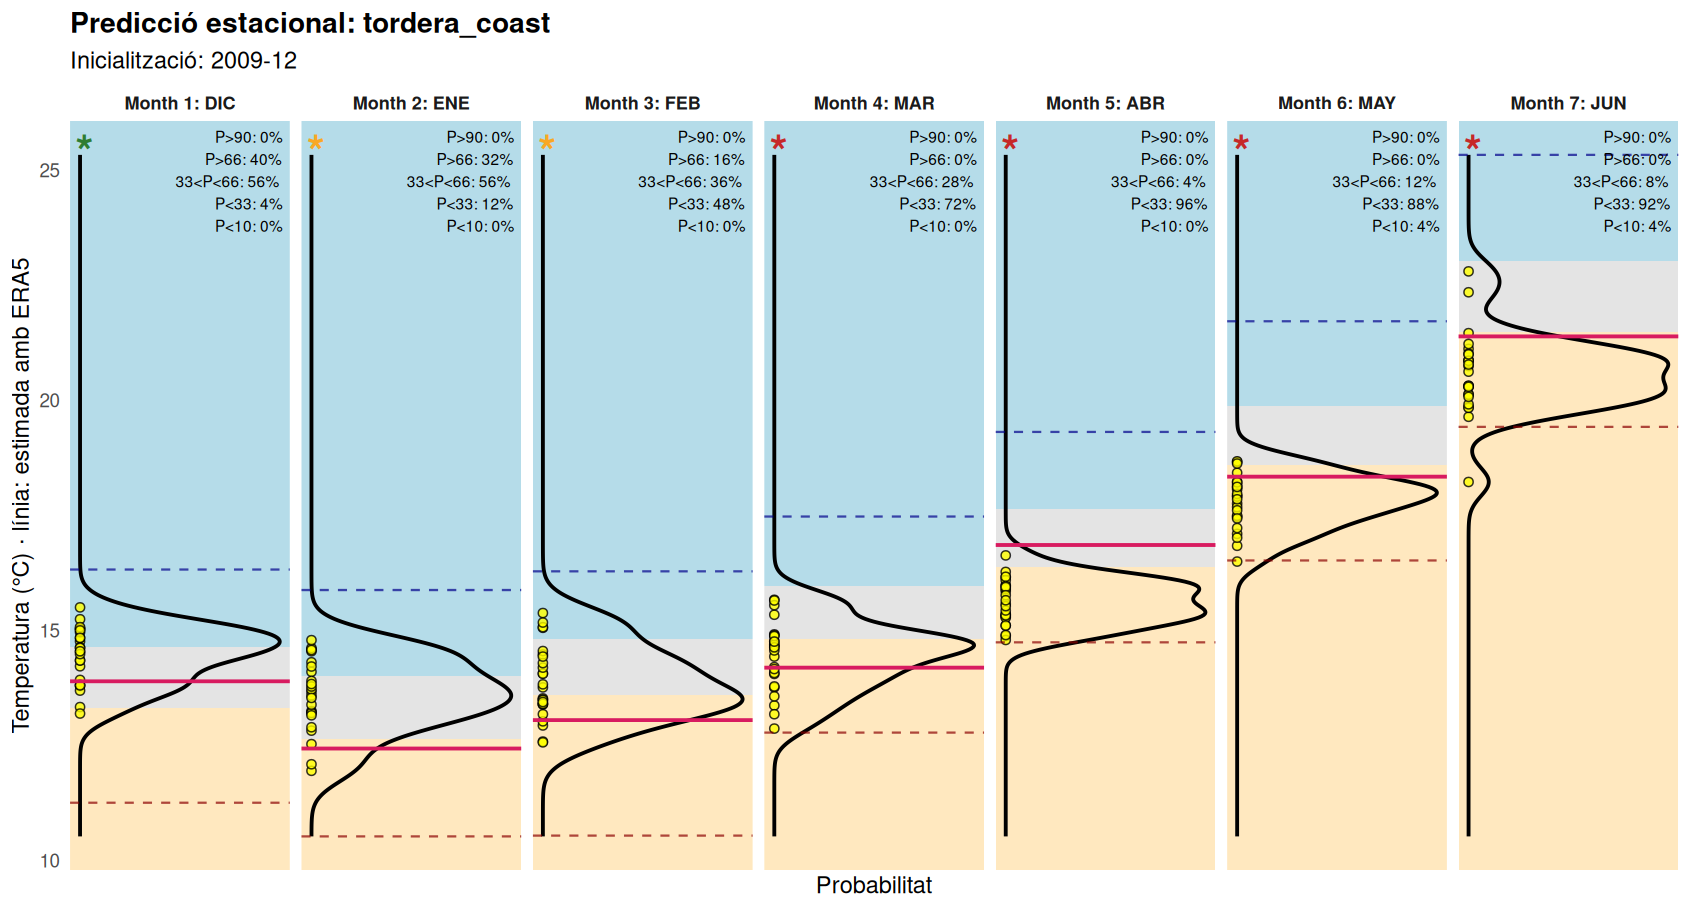 Predicció estacional: tordera_coast
Inicialització: 2009-12
Month 1: DIC
Month 2: ENE
Month 3: FEB
Month 4: MAR
Month 5: ABR
Month 6: MAY
Month 7: JUN
*
P>90: 0%
P>66: 40%
33<P<66: 56%
P<33: 4%
P<10: 0%
*
P>90: 0%
P>66: 32%
33<P<66: 56%
P<33: 12%
P<10: 0%
*
P>90: 0%
P>66: 16%
33<P<66: 36%
P<33: 48%
P<10: 0%
*
P>90: 0%
P>66: 0%
33<P<66: 28%
P<33: 72%
P<10: 0%
*
P>90: 0%
P>66: 0%
33<P<66: 4%
P<33: 96%
P<10: 0%
*
P>90: 0%
P>66: 0%
33<P<66: 12%
P<33: 88%
P<10: 4%
*
P>90: 0%
P>66: 0%
33<P<66: 8%
P<33: 92%
P<10: 4%
25
20
15
10
Temperatura (°C) · línia: estimada amb ERA5
Probabilitat